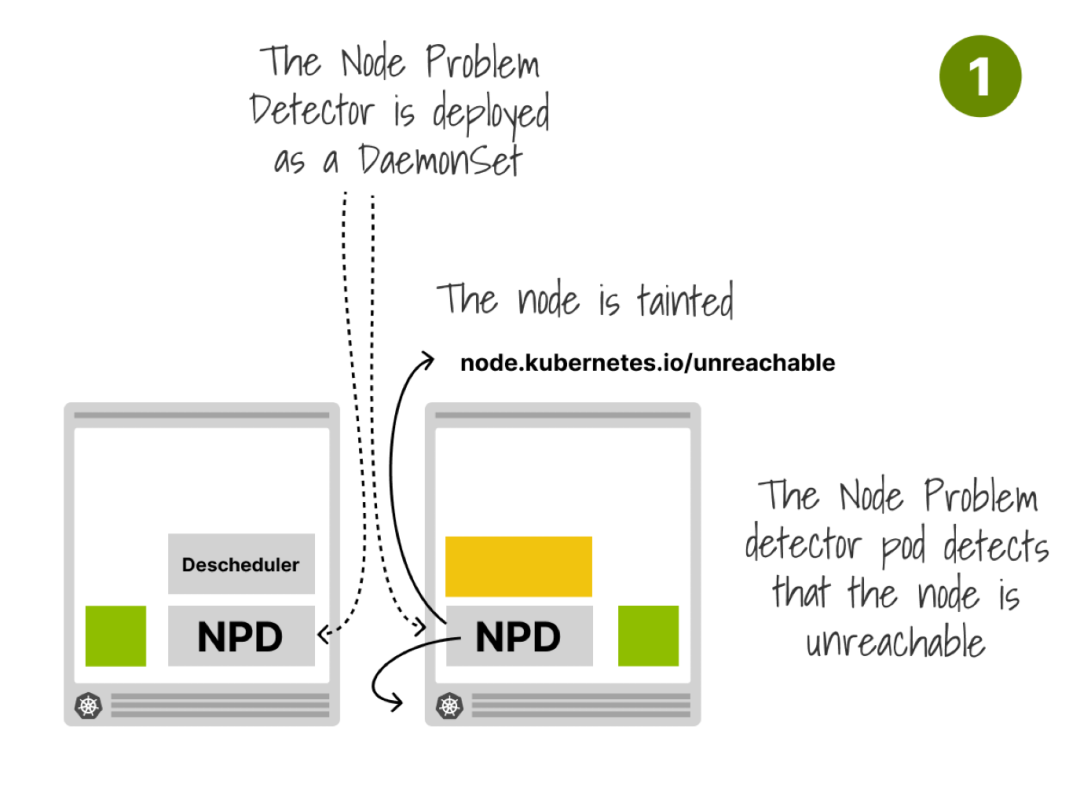 The Node Problem
Detector is deployed
as a DaemonSet
1
The node is tainted
node.kubernetes.io/unreachable
Descheduler
NPD
NPD
The Node Problem
detector pod detects
that the node is
unreachable